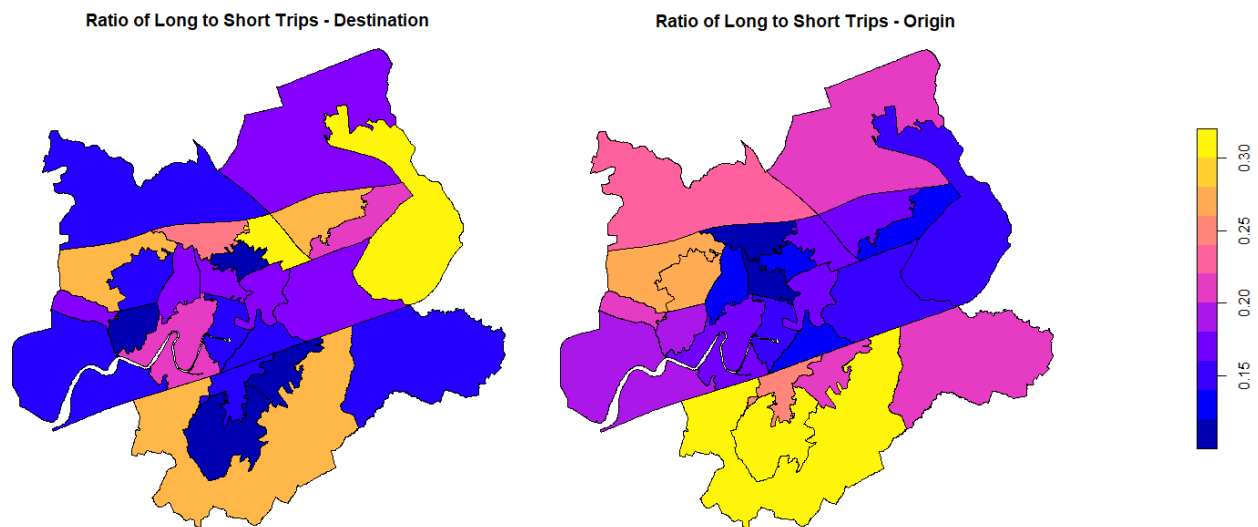 Ratio of Long to Short Trips - Destination
Ratio of Long to Short Trips - Origin
0.30
0.25
0.20
0.15